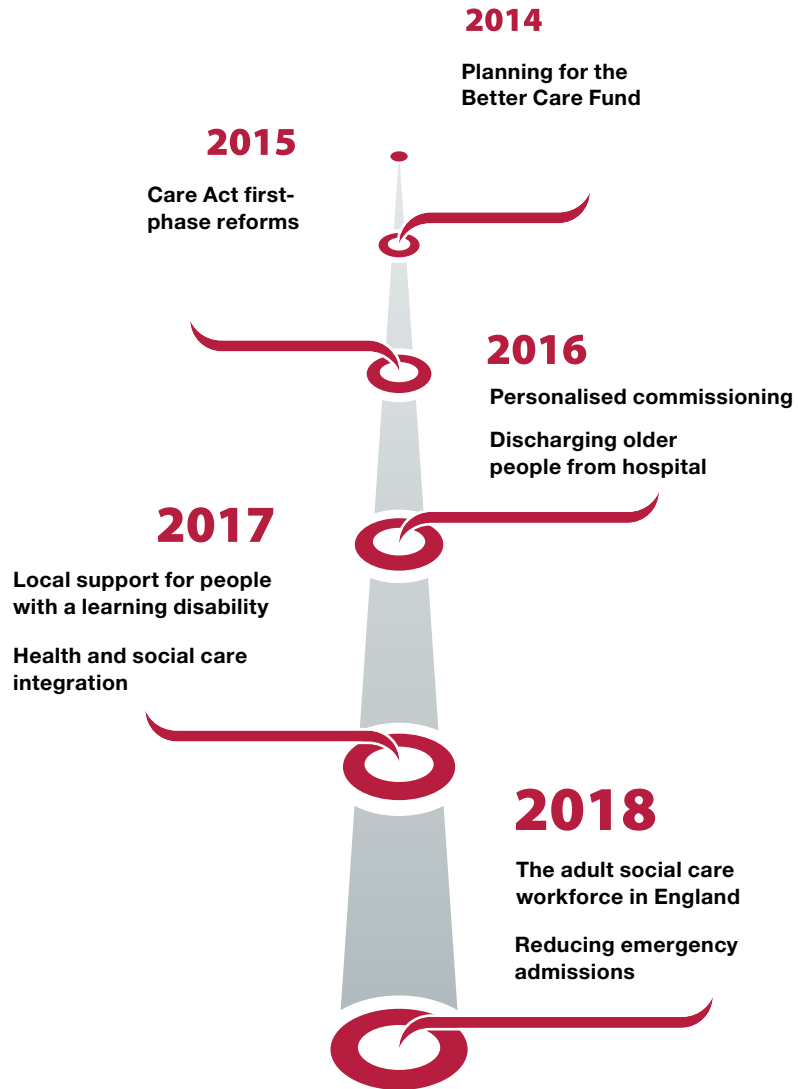 2014
Planning for the
Better Care Fund
2015
Care Act first-
phase reforms
2016
Personalised commissioning
Discharging older
people from hospital
2017
Local support for people
with a learning disability
Health and social care
integration
2018
The adult social care
workforce in England
Reducing emergency
admissions